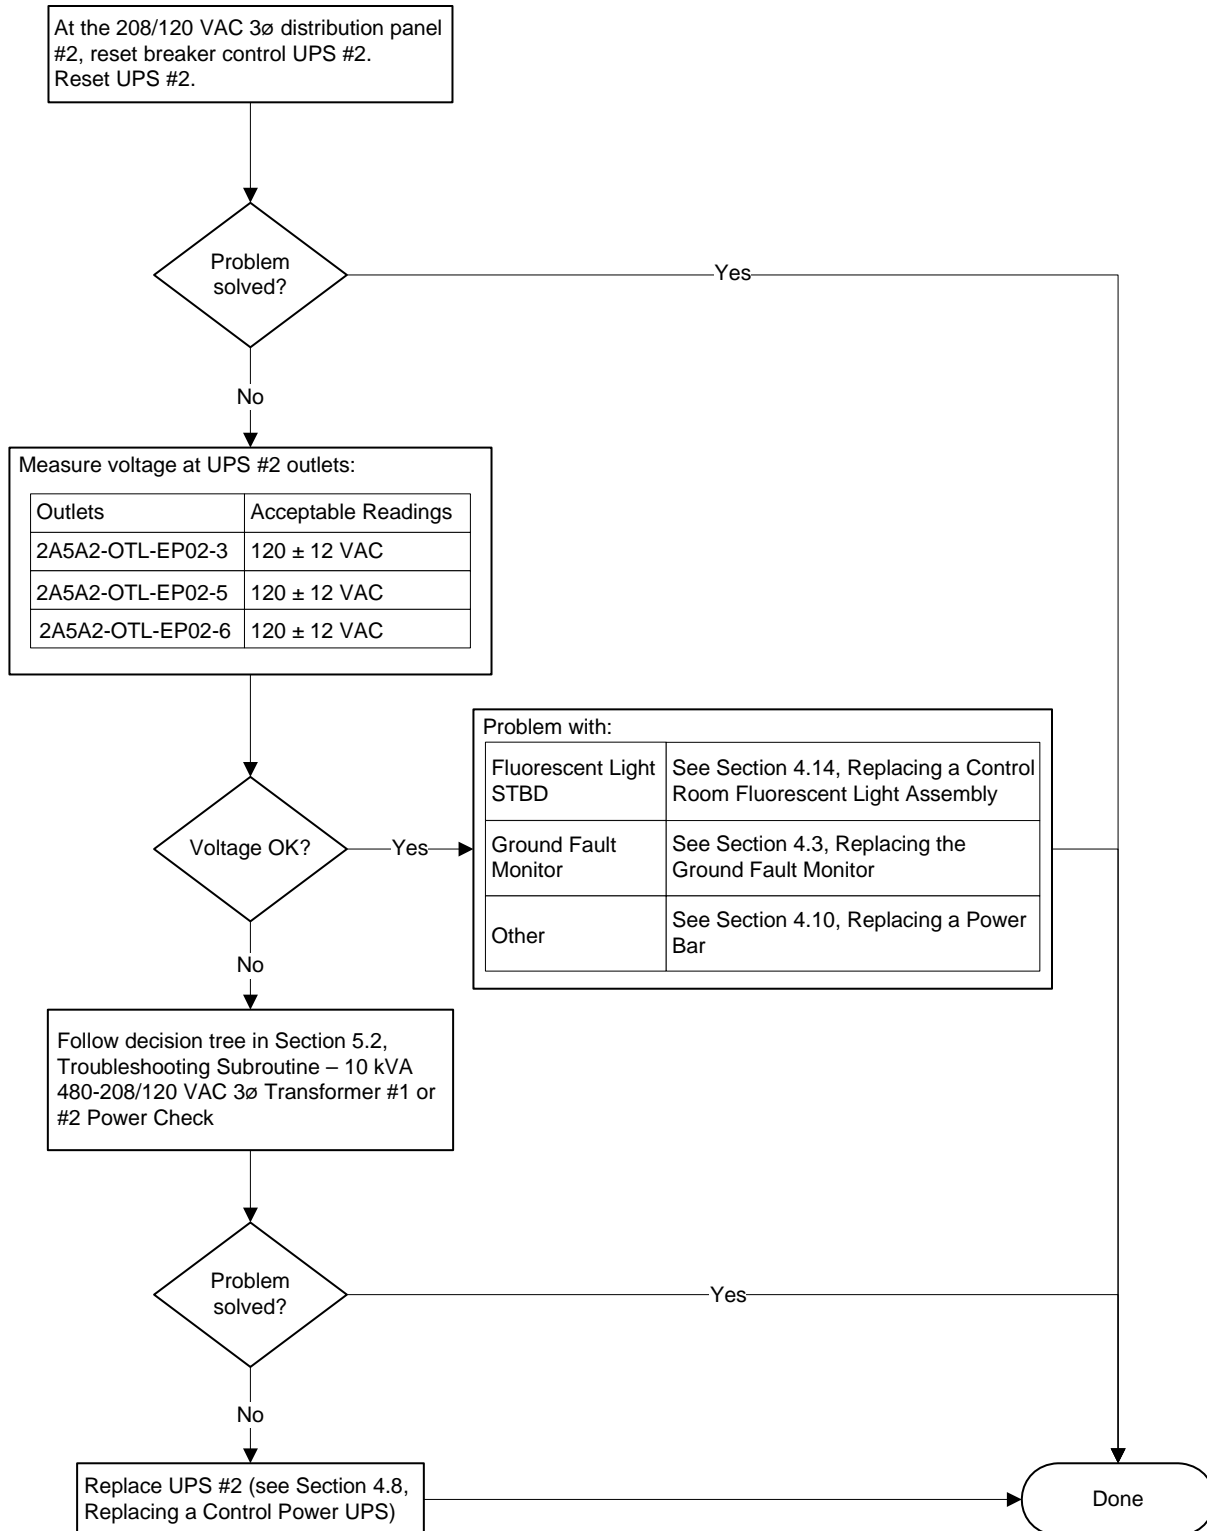 At the 208/120 VAC 3ø distribution panel
#2, reset breaker control UPS #2.
Reset UPS #2.
Problem
solved?
Yes
No
Measure voltage at UPS #2 outlets:
Outlets Acceptable Readings
2A5A2-OTL-EP02-3 120 ± 12 VAC
2A5A2-OTL-EP02-5 120 ± 12 VAC
2A5A2-OTL-EP02-6 120 ± 12 VAC
Voltage OK?
Yes
Problem with:
Fluorescent Light
STBD
See Section 4.14, Replacing a Control
Room Fluorescent Light Assembly
Ground Fault
Monitor
See Section 4.3, Replacing the
Ground Fault Monitor
Other
See Section 4.10, Replacing a Power
Bar
No
Follow decision tree in Section 5.2,
Troubleshooting Subroutine – 10 kVA
480-208/120 VAC 3ø Transformer #1 or
#2 Power Check
Problem
solved?
Yes
No
Replace UPS #2 (see Section 4.8,
Replacing a Control Power UPS)
Done